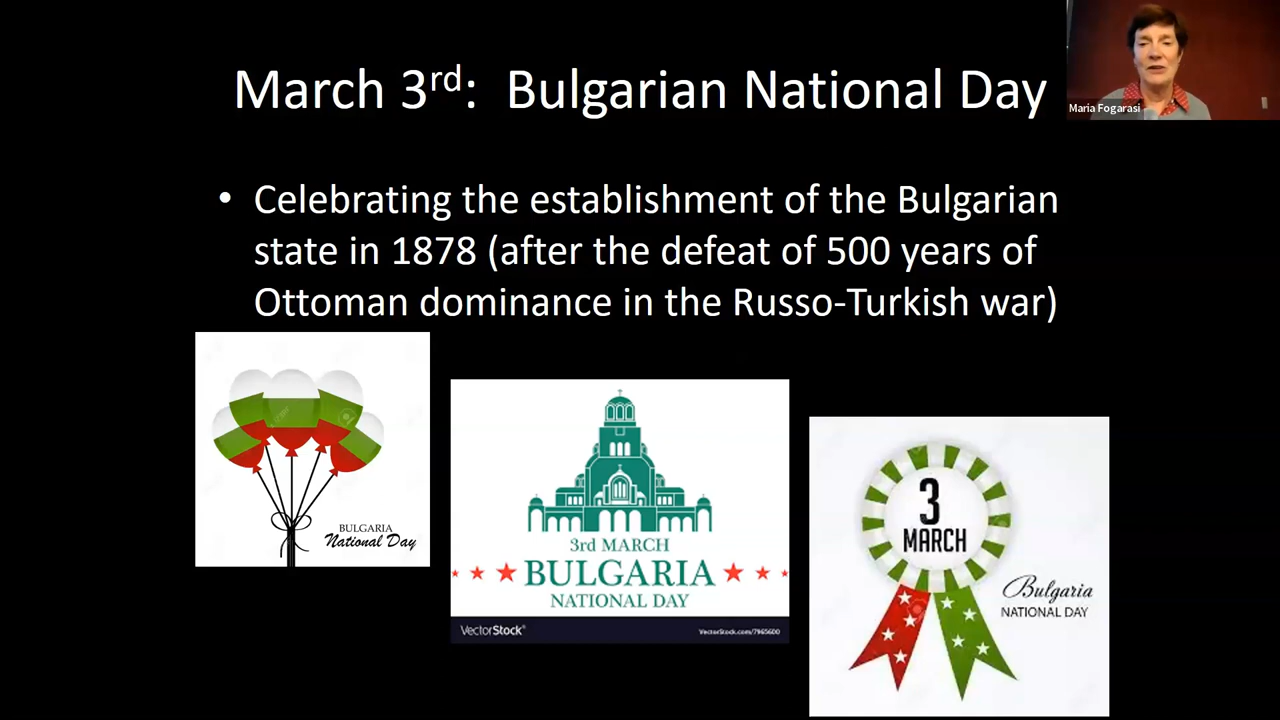 March 3rd: Bulgarian National Day
Maria Fogarasi
• Celebrating the establishment of the Bulgarian
state in 1878 (after the defeat of 500 years of
Ottoman dominance in the Russo-Turkish war)
BULGARIA
National Day
3rd MARCH
BULGARIA
NATIONAL DAY
VectorStock®
VectorStock.com/7965600
3
MARCH
Bulgaria
NATIONAL DAY